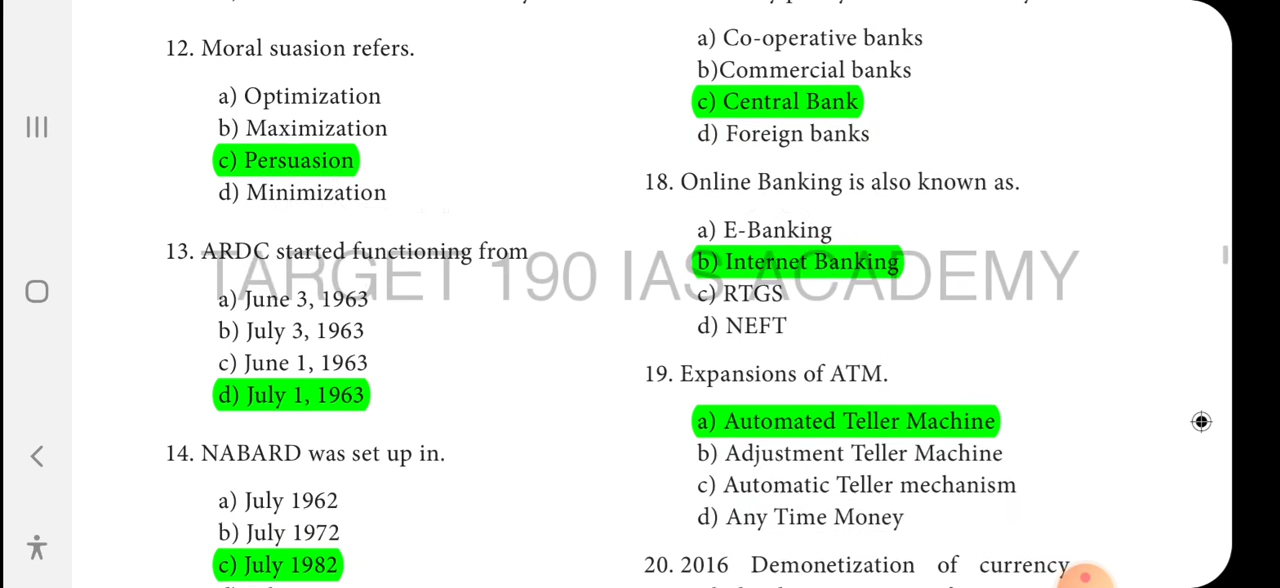 12. Moral suasion refers.
a) Optimization
b) Maximization
c) Persuasion
d) Minimization
13. ARDC started functioning from
a) June 3, 1963
b) July 3, 1963
c) June 1, 1963
d) July 1, 1963
14. NABARD was set up in.
a) July 1962
b) July 1972
c) July 1982
a) Co-operative banks
b)Commercial banks
c) Central Bank
d) Foreign banks
18. Online Banking is also known as.
a) E-Banking
b) Internet Banking
c) RTGS
d) NEFT
19. Expansions of ATM.
a) Automated Teller Machine
b) Adjustment Teller Machine
c) Automatic Teller mechanism
d) Any Time Money
20. 2016 Demonetization of currency
TARGET 190 IAS ACADEMY